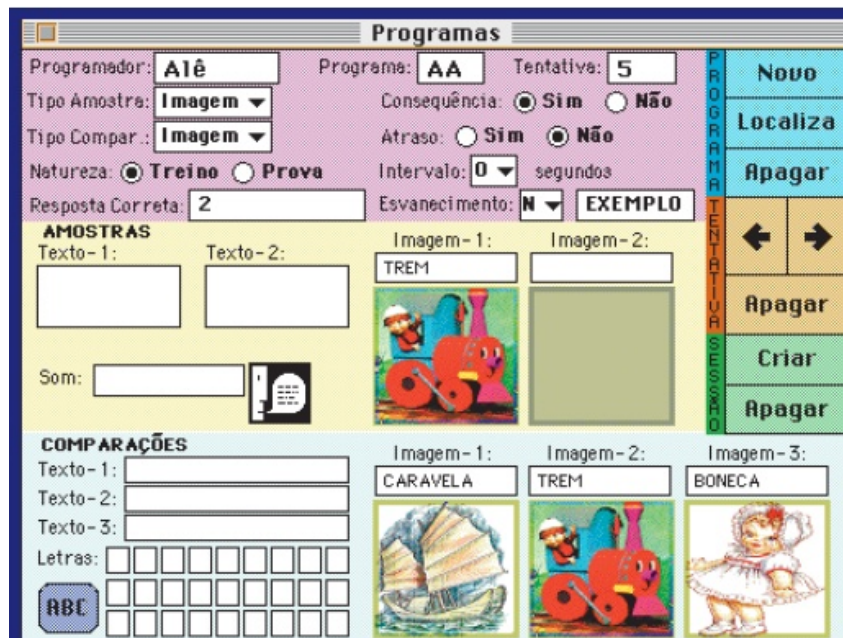 Programas
Programador: Alê Programa: AA Tentativa: 5
Tipo Amostra: Imagem Consequência: Sim Não
Tipo Compar.: Imagem Atraso: Sim Não
Natureza: Treino Prova Intervalo: 0 segundos
Resposta Correta: 2 Esvanecimento: N EXEMPLO
PROGRAMA
Novo
Localiza
Apagar
TENTATIVA
Apagar
SESSÃO
Criar
Apagar
AMOSTRAS
Texto-1: Texto-2: Imagem-1: Imagem-2:
TREM
Som:
COMPARAÇÕES
Texto-1:
Texto-2:
Texto-3:
Letras:
ABC
Imagem-1: Imagem-2: Imagem-3:
CARAVELA TREM BONECA